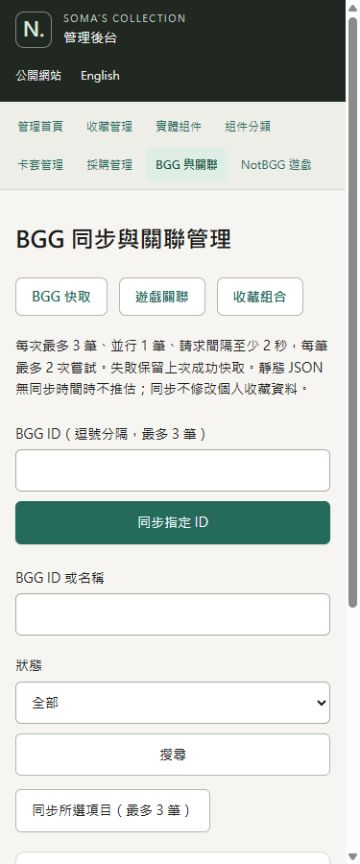 N.
SOMA'S COLLECTION
管理後台
公開網站 English
管理首頁 收藏管理 實體組件 組件分類
卡套管理 採購管理 BGG 與關聯 NotBGG 遊戲
BGG 同步與關聯管理
BGG 快取 遊戲關聯 收藏組合
每次最多 3 筆、並行 1 筆、請求間隔至少 2 秒，每筆
最多 2 次嘗試。失敗保留上次成功快取。靜態 JSON
無同步時間時不推估；同步不修改個人收藏資料。
BGG ID（逗號分隔，最多 3 筆）
同步指定 ID
BGG ID 或名稱
狀態
全部
搜尋
同步所選項目（最多 3 筆）